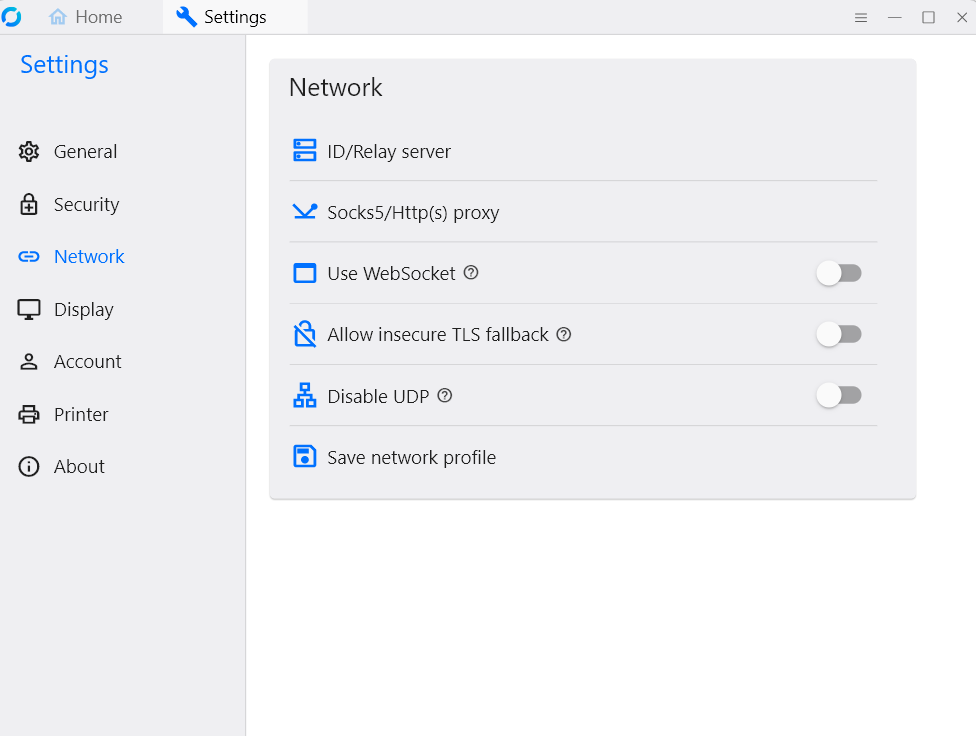 Home
Settings
Settings
General
Security
Network
Display
Account
Printer
About
Network
ID/Relay server
Socks5/Http(s) proxy
Use WebSocket
Allow insecure TLS fallback
Disable UDP
Save network profile